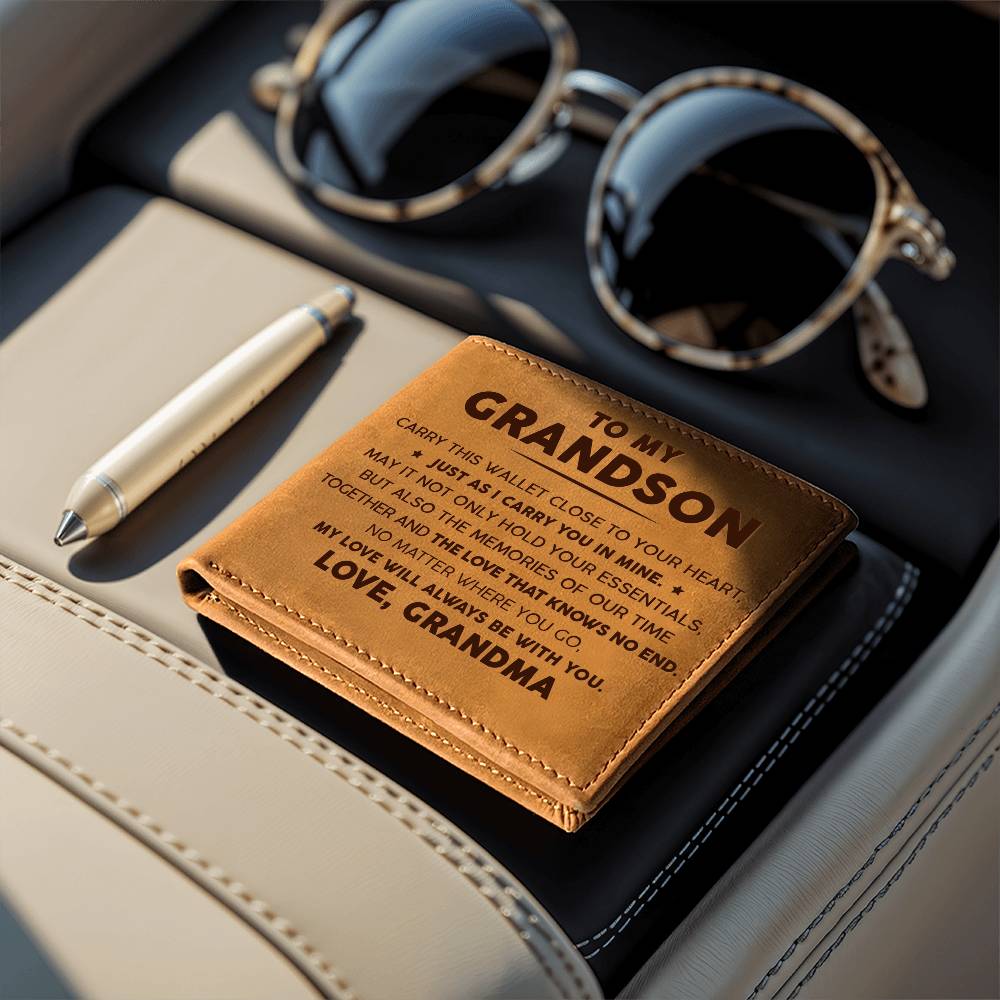 TO MY
GRANDSON
CARRY THIS WALLET CLOSE TO YOUR HEART,
★ JUST AS I CARRY YOU IN MINE. ★
MAY IT NOT ONLY HOLD YOUR ESSENTIALS,
BUT ALSO THE MEMORIES OF OUR TIME
TOGETHER AND THE LOVE THAT KNOWS NO END.
NO MATTER WHERE YOU GO,
MY LOVE WILL ALWAYS BE WITH YOU.
LOVE, GRANDMA